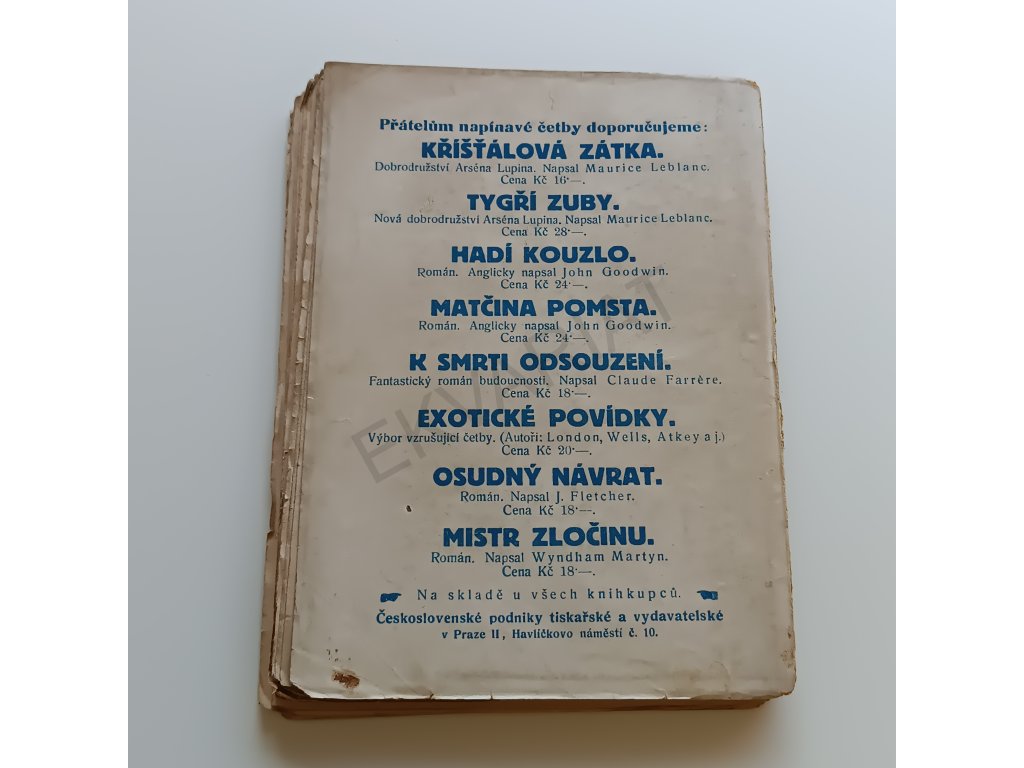 Přátelům napínavé četby doporučujeme:
KŘÍŠŤÁLOVÁ ZÁTKA.
Dobrodružství Arséna Lupina. Napsal Maurice Leblanc.
Cena Kč 16·—.
TYGŘÍ ZUBY.
Nová dobrodružství Arséna Lupina. Napsal Maurice Leblanc.
Cena Kč 28·—.
HADÍ KOUZLO.
Román. Anglicky napsal John Goodwin.
Cena Kč 24·—.
MATČINA POMSTA.
Román. Anglicky napsal John Goodwin.
Cena Kč 24·—.
K SMRTI ODSOUZENÍ.
Fantastický román budoucnosti. Napsal Claude Farrère.
Cena Kč 18·—.
EXOTICKÉ POVÍDKY.
Výbor vzrušující četby. (Autoři: London, Wells, Atkey a j.)
Cena Kč 20·—.
OSUDNÝ NÁVRAT.
Román. Napsal J. Fletcher.
Cena Kč 18·—.
MISTR ZLOČINU.
Román. Napsal Wyndham Martyn.
Cena Kč 18·—.
Na skladě u všech knihkupců.
Československé podniky tiskařské a vydavatelské
v Praze II, Havlíčkovo náměstí č. 10.
EKVARIÁT